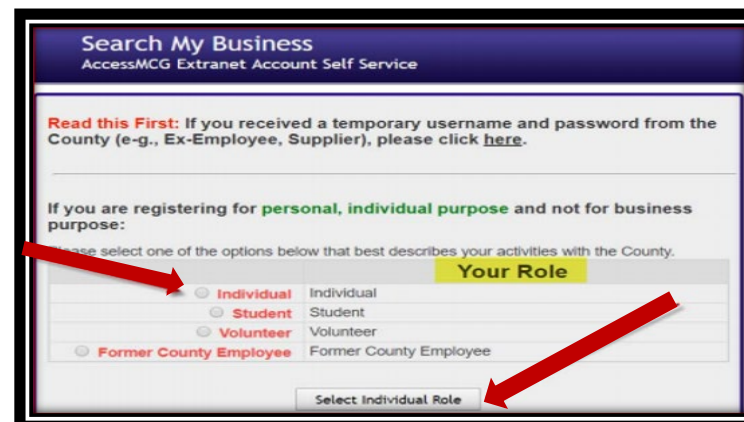 Search My Business
AccessMCG Extranet Account Self Service
Read this First: If you received a temporary username and password from the
County (e.g., Ex-Employee, Supplier), please click here.
If you are registering for personal, individual purpose and not for business
purpose:
Please select one of the options below that best describes your activities with the County.
Your Role
Individual Individual
Student Student
Volunteer Volunteer
Former County Employee Former County Employee
Select Individual Role